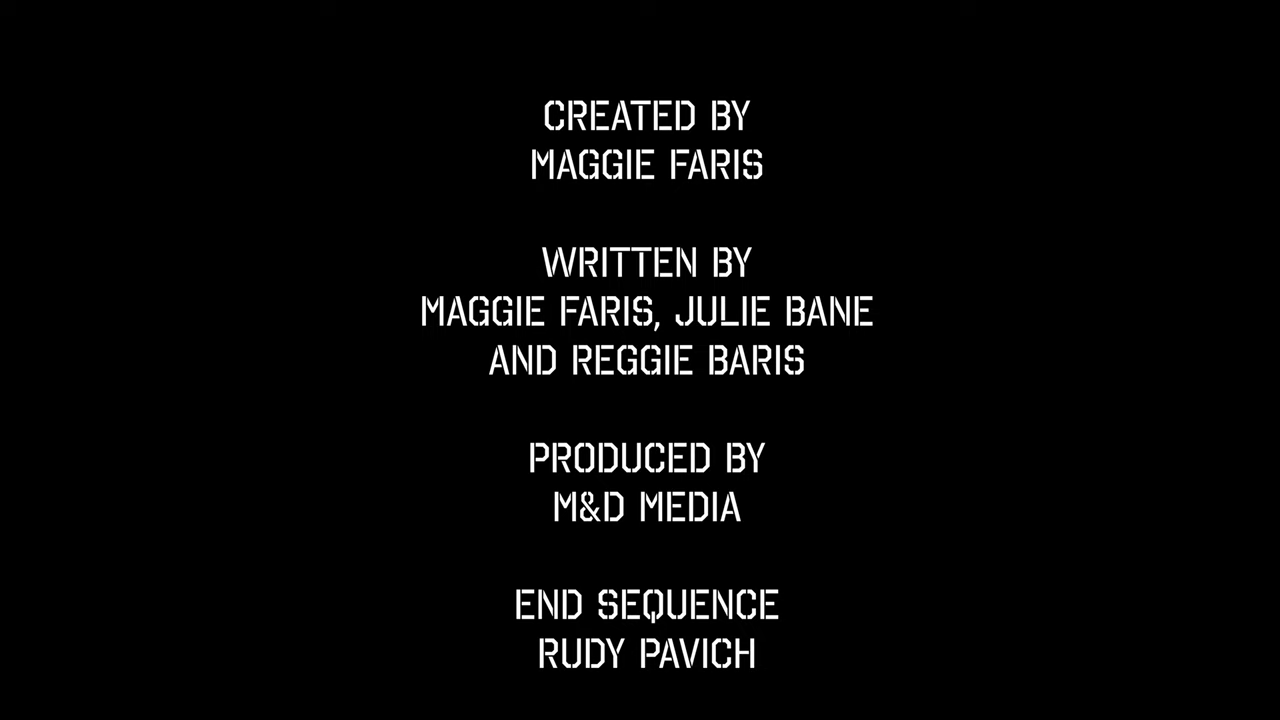 CREATED BY
MAGGIE FARIS
WRITTEN BY
MAGGIE FARIS, JULIE BANE
AND REGGIE BARIS
PRODUCED BY
M&D MEDIA
END SEQUENCE
RUDY PAVICH